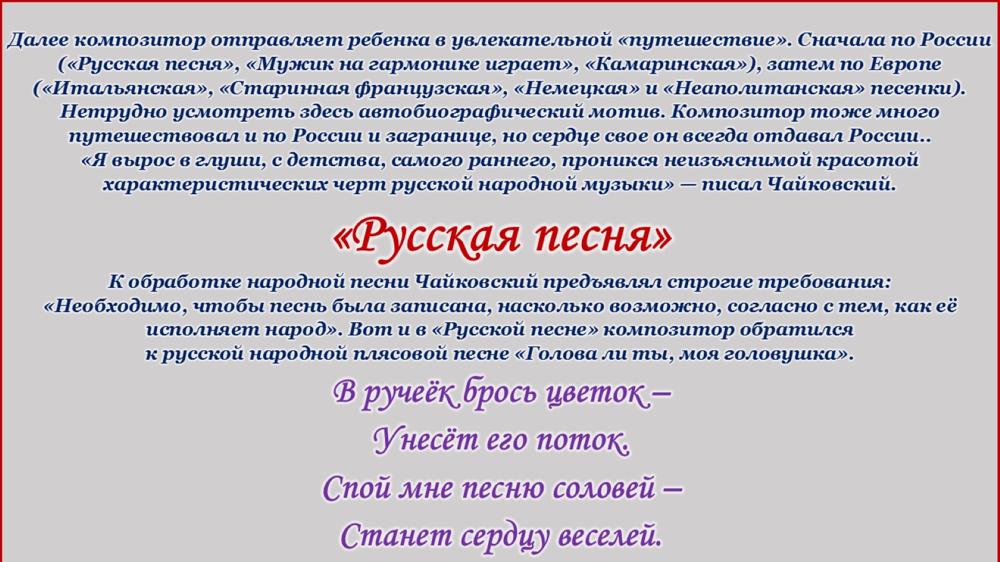 Далее композитор отправляет ребенка в увлекательной «путешествие». Сначала по России
(«Русская песня», «Мужик на гармонике играет», «Камаринская»), затем по Европе
(«Итальянская», «Старинная французская», «Немецкая» и «Неаполитанская» песенки).
Нетрудно усмотреть здесь автобиографический мотив. Композитор тоже много
путешествовал и по России и загранице, но сердце свое он всегда отдавал России..
«Я вырос в глуши, с детства, самого раннего, проникся неизъяснимой красотой
характеристических черт русской народной музыки» — писал Чайковский.
«Русская песня»
К обработке народной песни Чайковский предъявлял строгие требования:
«Необходимо, чтобы песнь была записана, насколько возможно, согласно с тем, как её
исполняет народ». Вот и в «Русской песне» композитор обратился
к русской народной плясовой песне «Голова ли ты, моя головушка».
В ручеёк брось цветок –
Унесёт его поток.
Спой мне песню соловей –
Станет сердцу веселей.